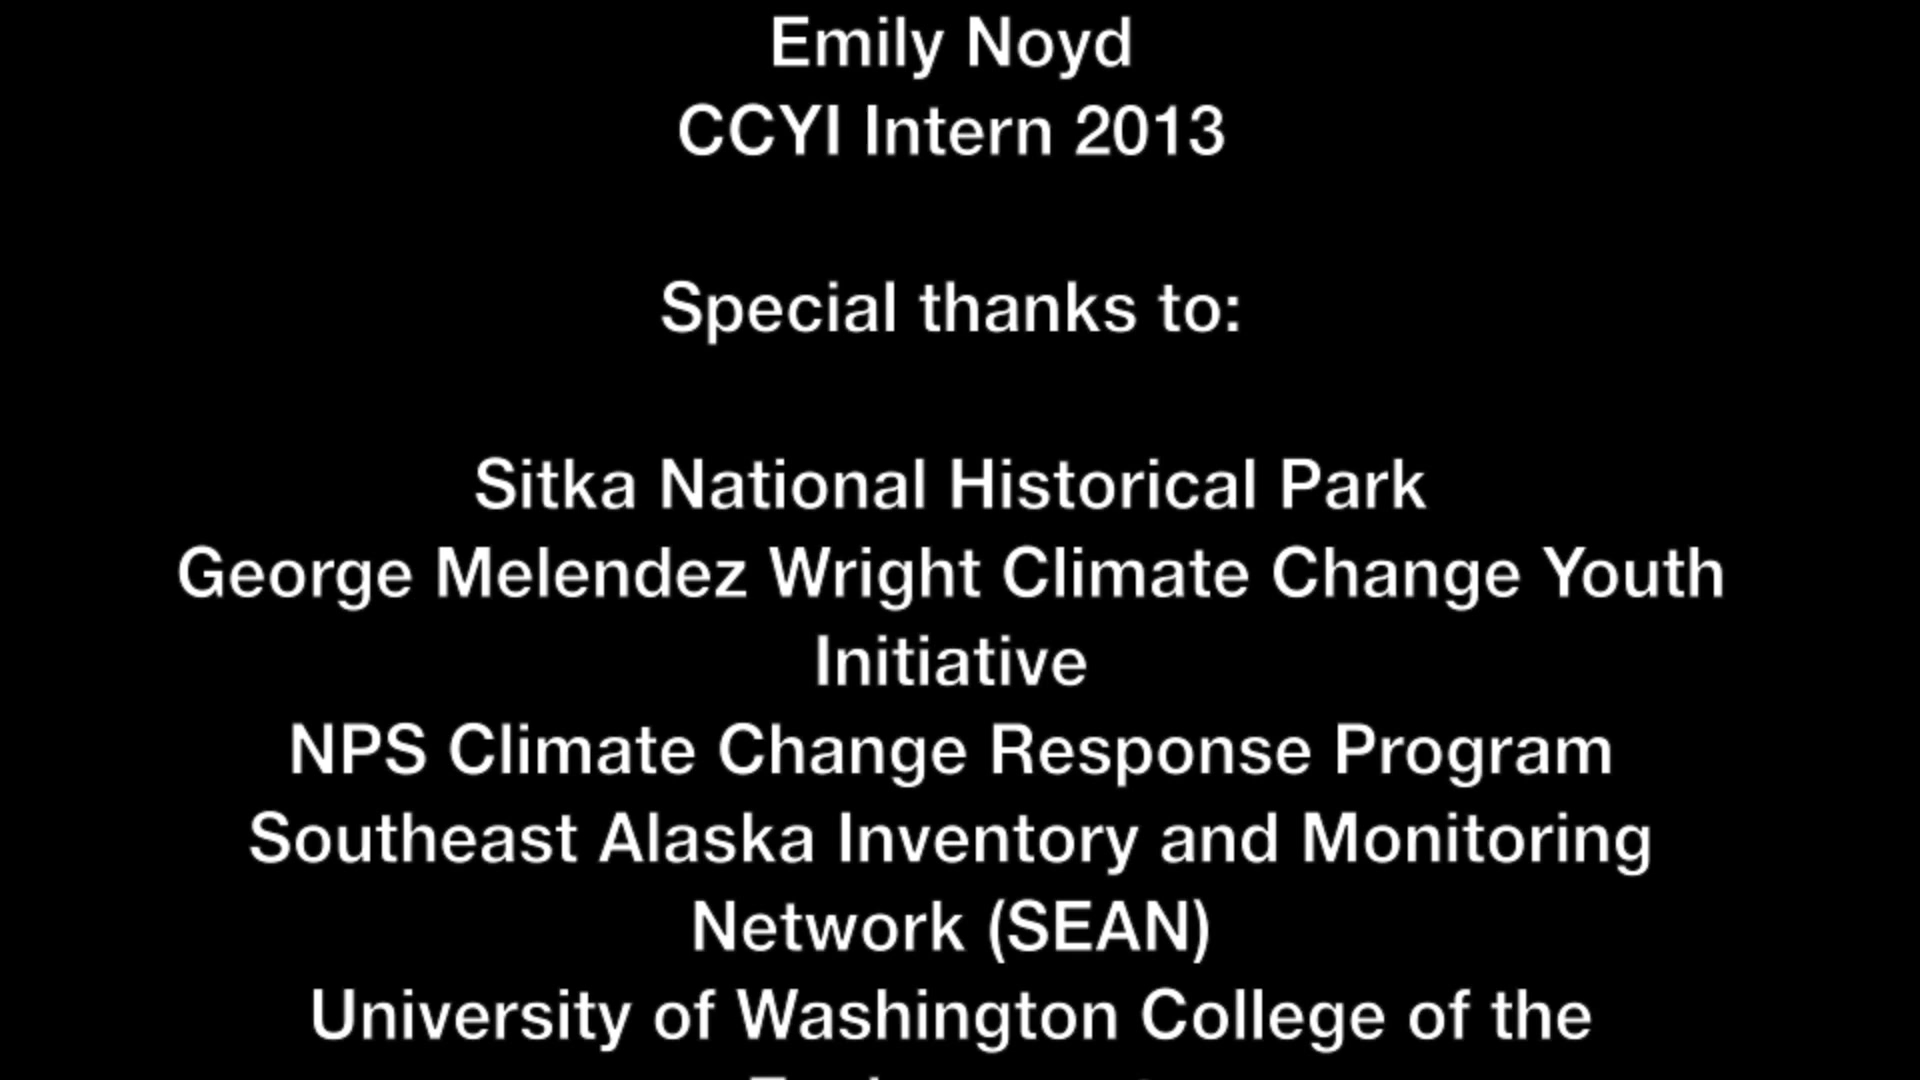 Emily Noyd
CCYI Intern 2013
Special thanks to:
Sitka National Historical Park
George Melendez Wright Climate Change Youth
Initiative
NPS Climate Change Response Program
Southeast Alaska Inventory and Monitoring
Network (SEAN)
University of Washington College of the